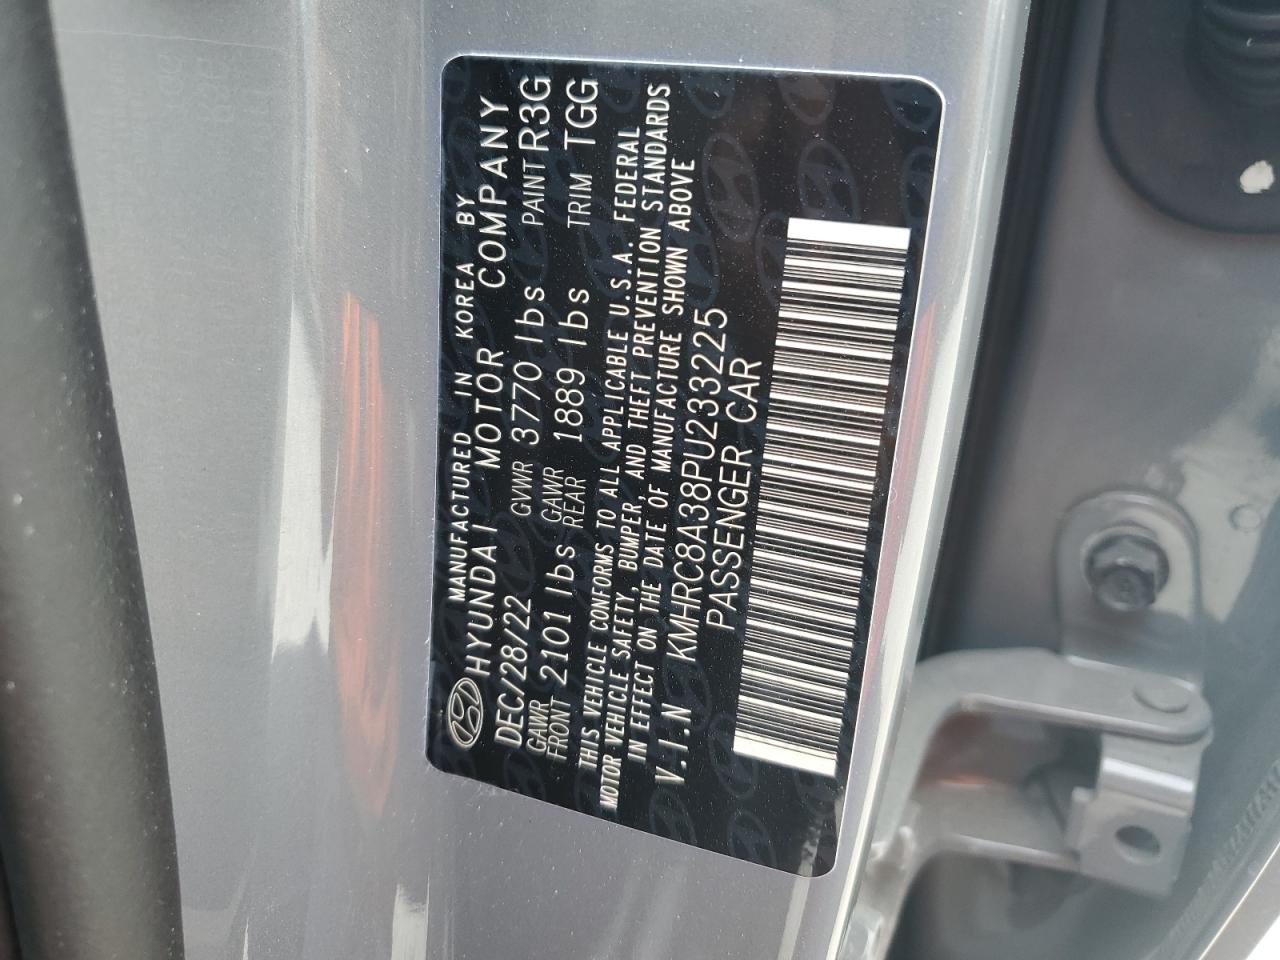 MANUFACTURED IN KOREA BY
HYUNDAI MOTOR COMPANY
DEC/28/22 GVWR 3770 lbs PAINT R3G
GAWR FRONT 2101 lbs GAWR REAR 1889 lbs TRIM TGG
THIS VEHICLE CONFORMS TO ALL APPLICABLE U.S.A. FEDERAL
MOTOR VEHICLE SAFETY, BUMPER, AND THEFT PREVENTION STANDARDS
IN EFFECT ON THE DATE OF MANUFACTURE SHOWN ABOVE
V.I.N KMHRC8A38PU233225
PASSENGER CAR